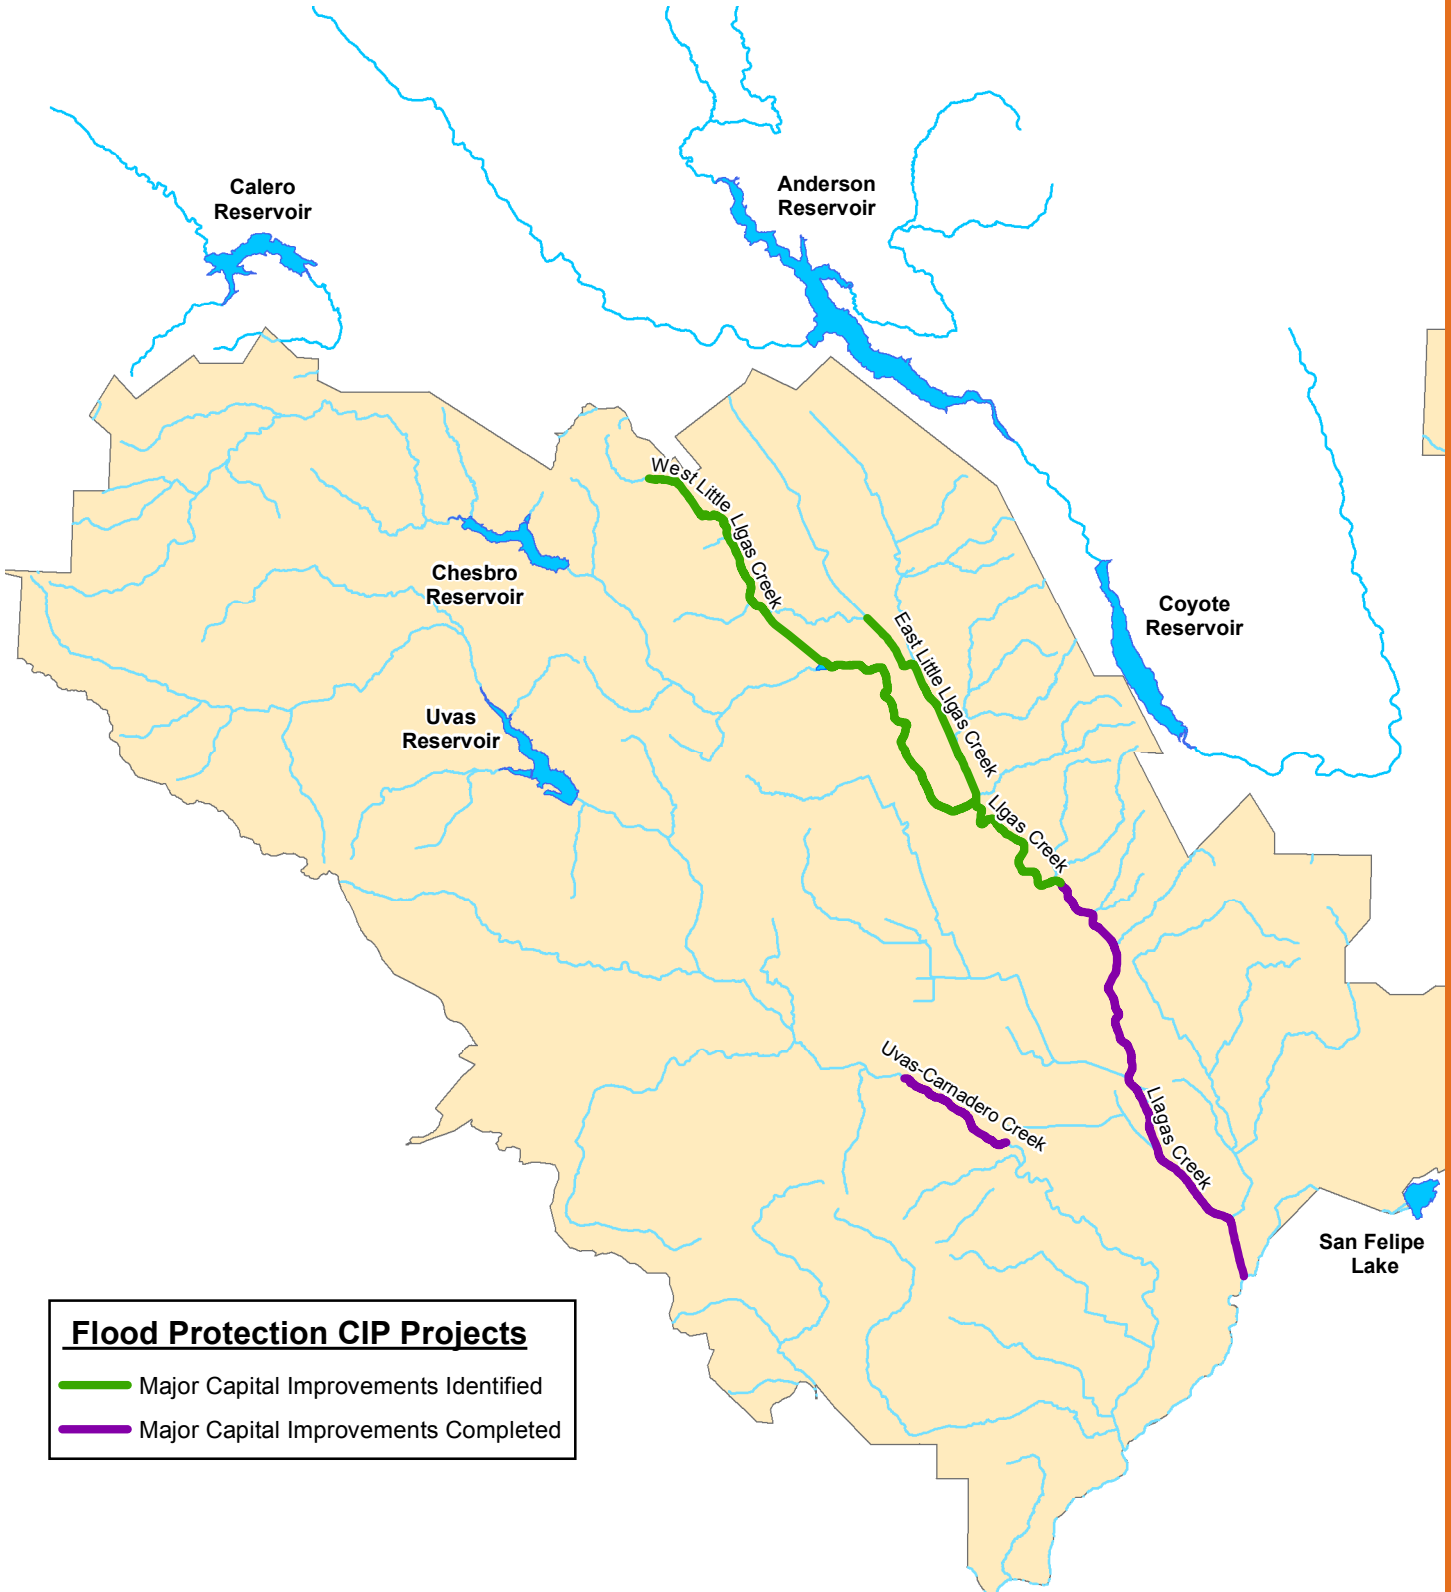 Calero
Reservoir
Anderson
Reservoir
West Little Llgas Creek
Chesbro
Reservoir
Coyote
Reservoir
East Little Llgas Creek
Uvas
Reservoir
Llgas Creek
Uvas-Carnadero Creek
Llagas Creek
San Felipe
Lake
Flood Protection CIP Projects
Major Capital Improvements Identified
Major Capital Improvements Completed